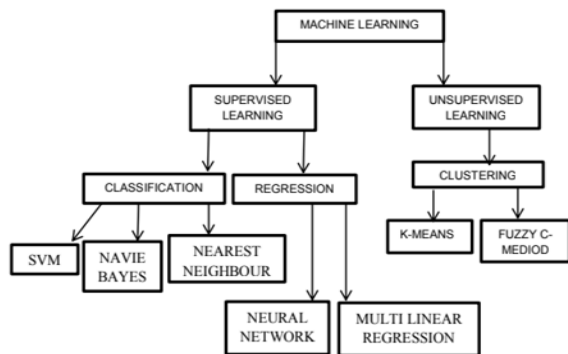 MACHINE LEARNING
SUPERVISED
LEARNING
UNSUPERVISED
LEARNING
CLASSIFICATION
REGRESSION
CLUSTERING
SVM
NAVIE
BAYES
NEAREST
NEIGHBOUR
K-MEANS
FUZZY C-
MEDIOD
NEURAL
NETWORK
MULTI LINEAR
REGRESSION